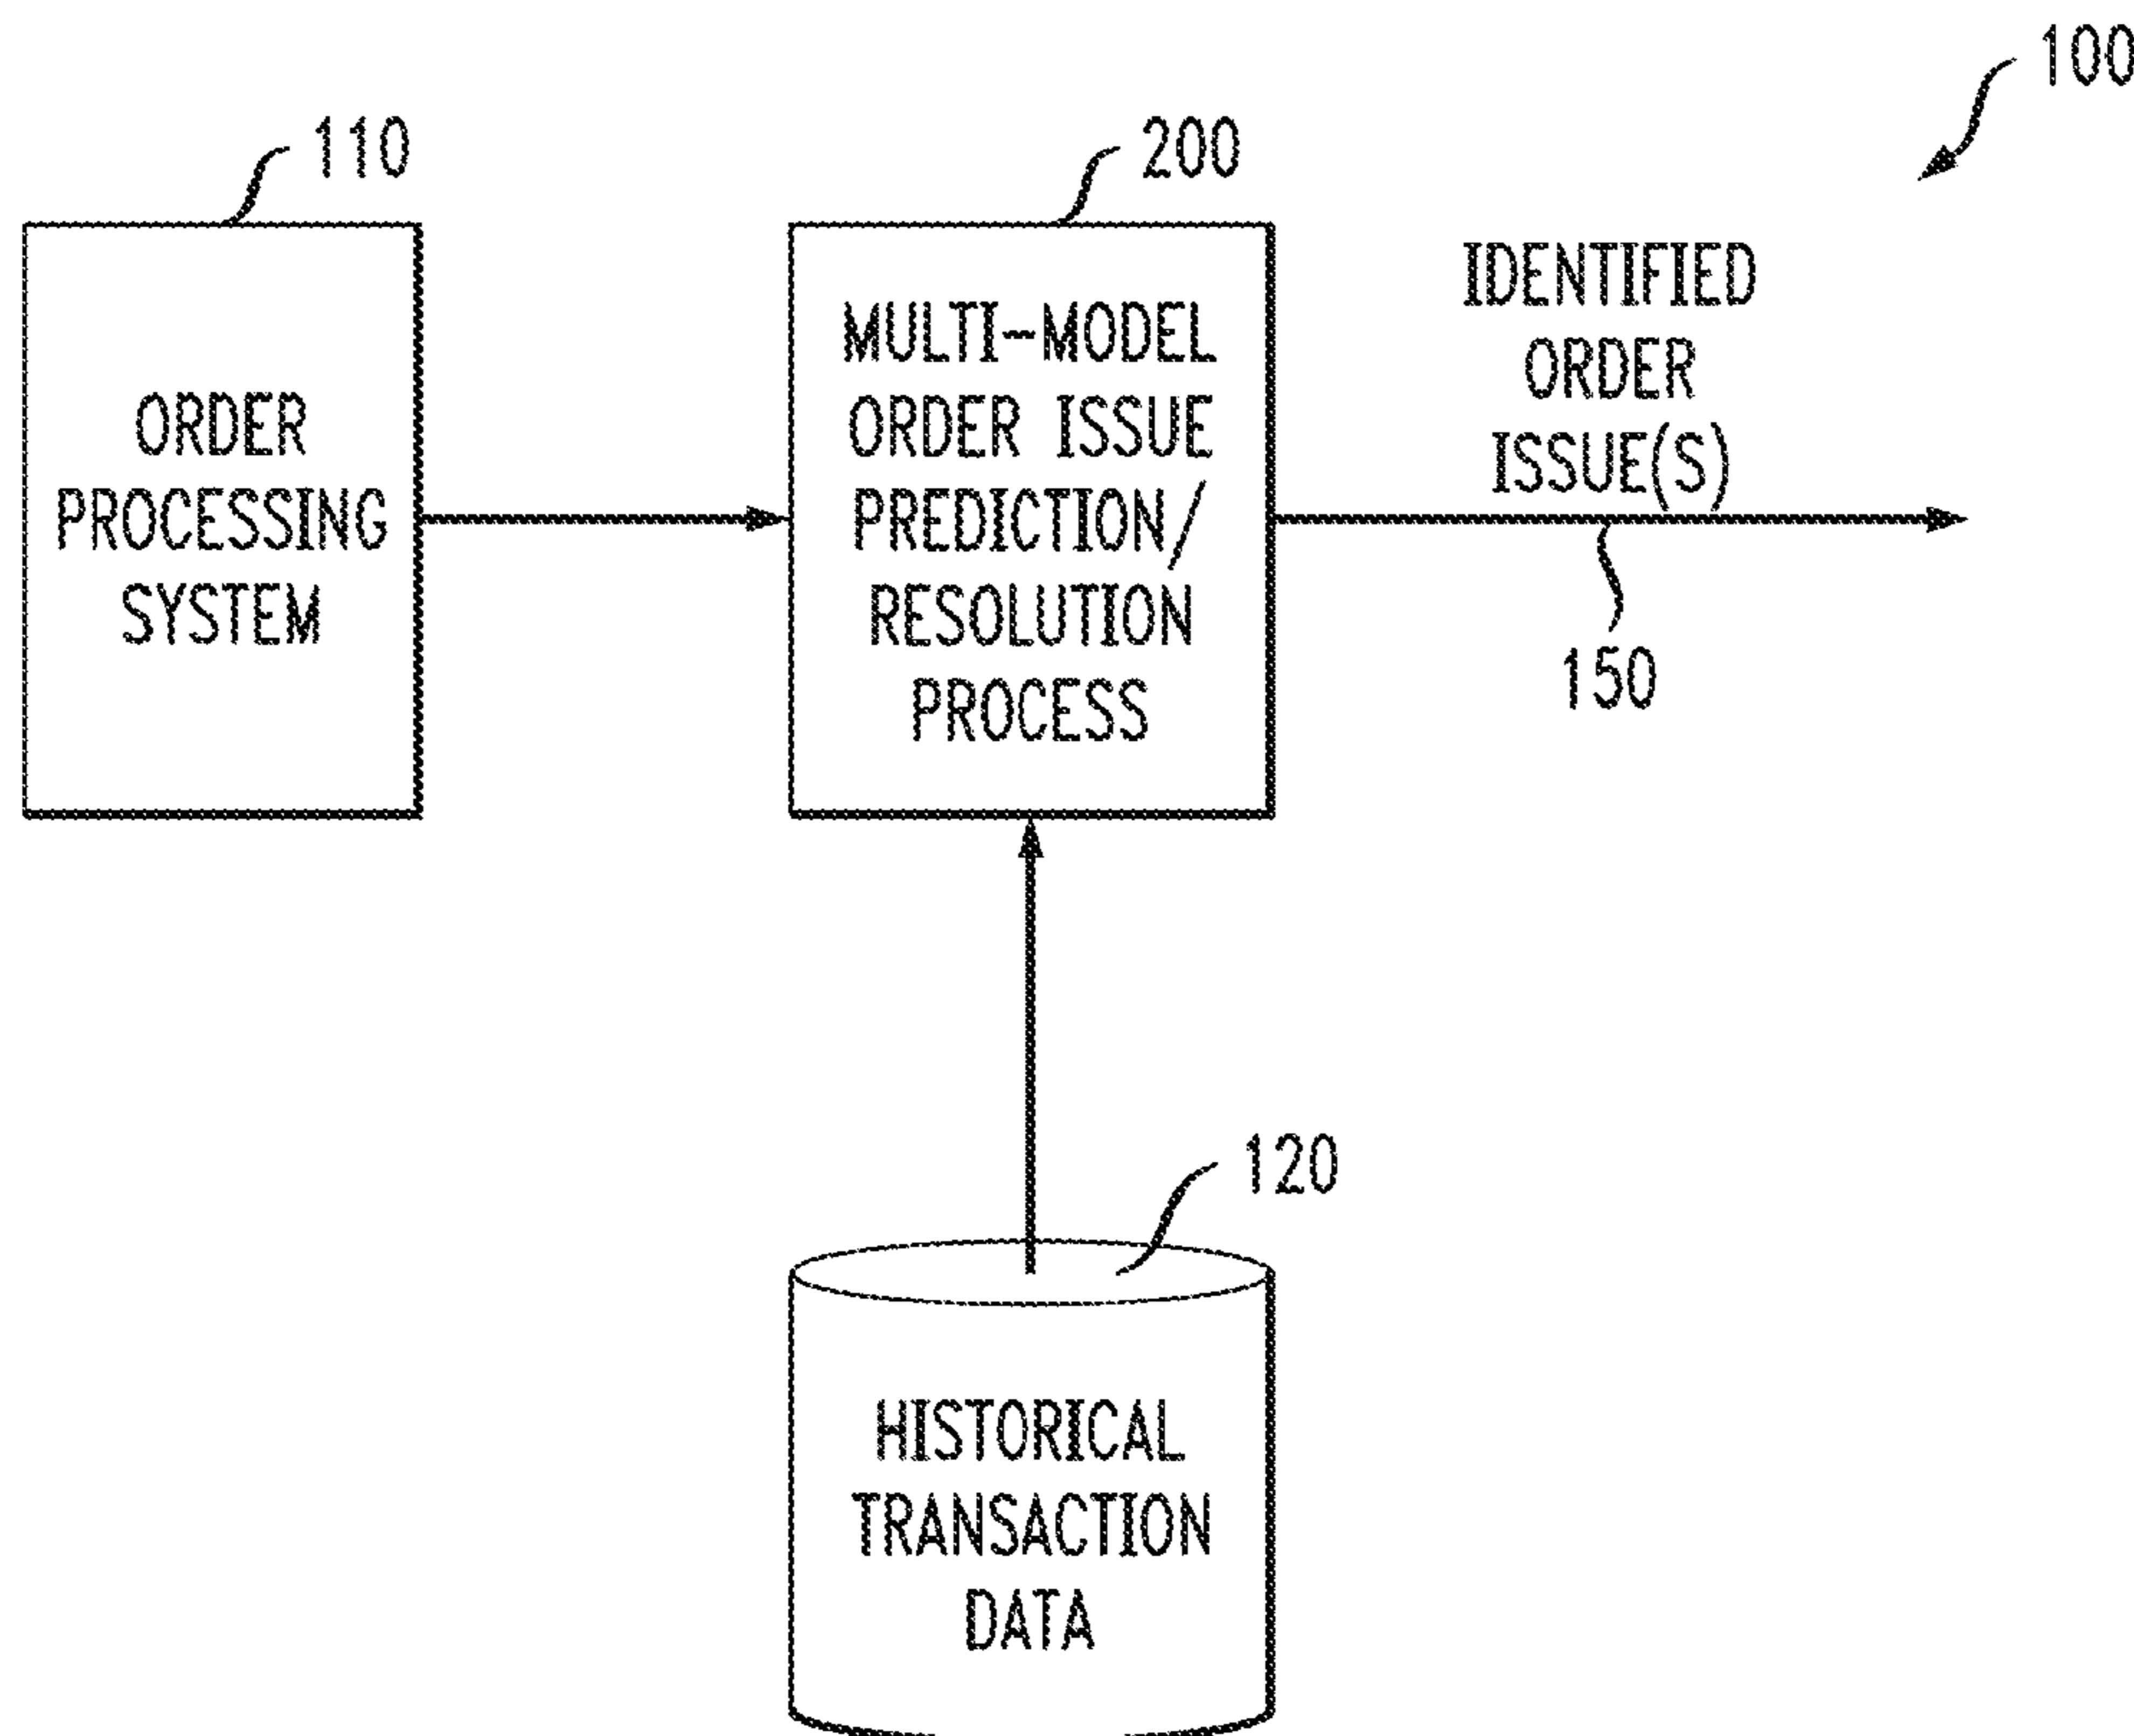 100
110
200
ORDER
PROCESSING
SYSTEM
MULTI-MODEL
ORDER ISSUE
PREDICTION/
RESOLUTION
PROCESS
IDENTIFIED
ORDER
ISSUE(S)
150
120
HISTORICAL
TRANSACTION
DATA